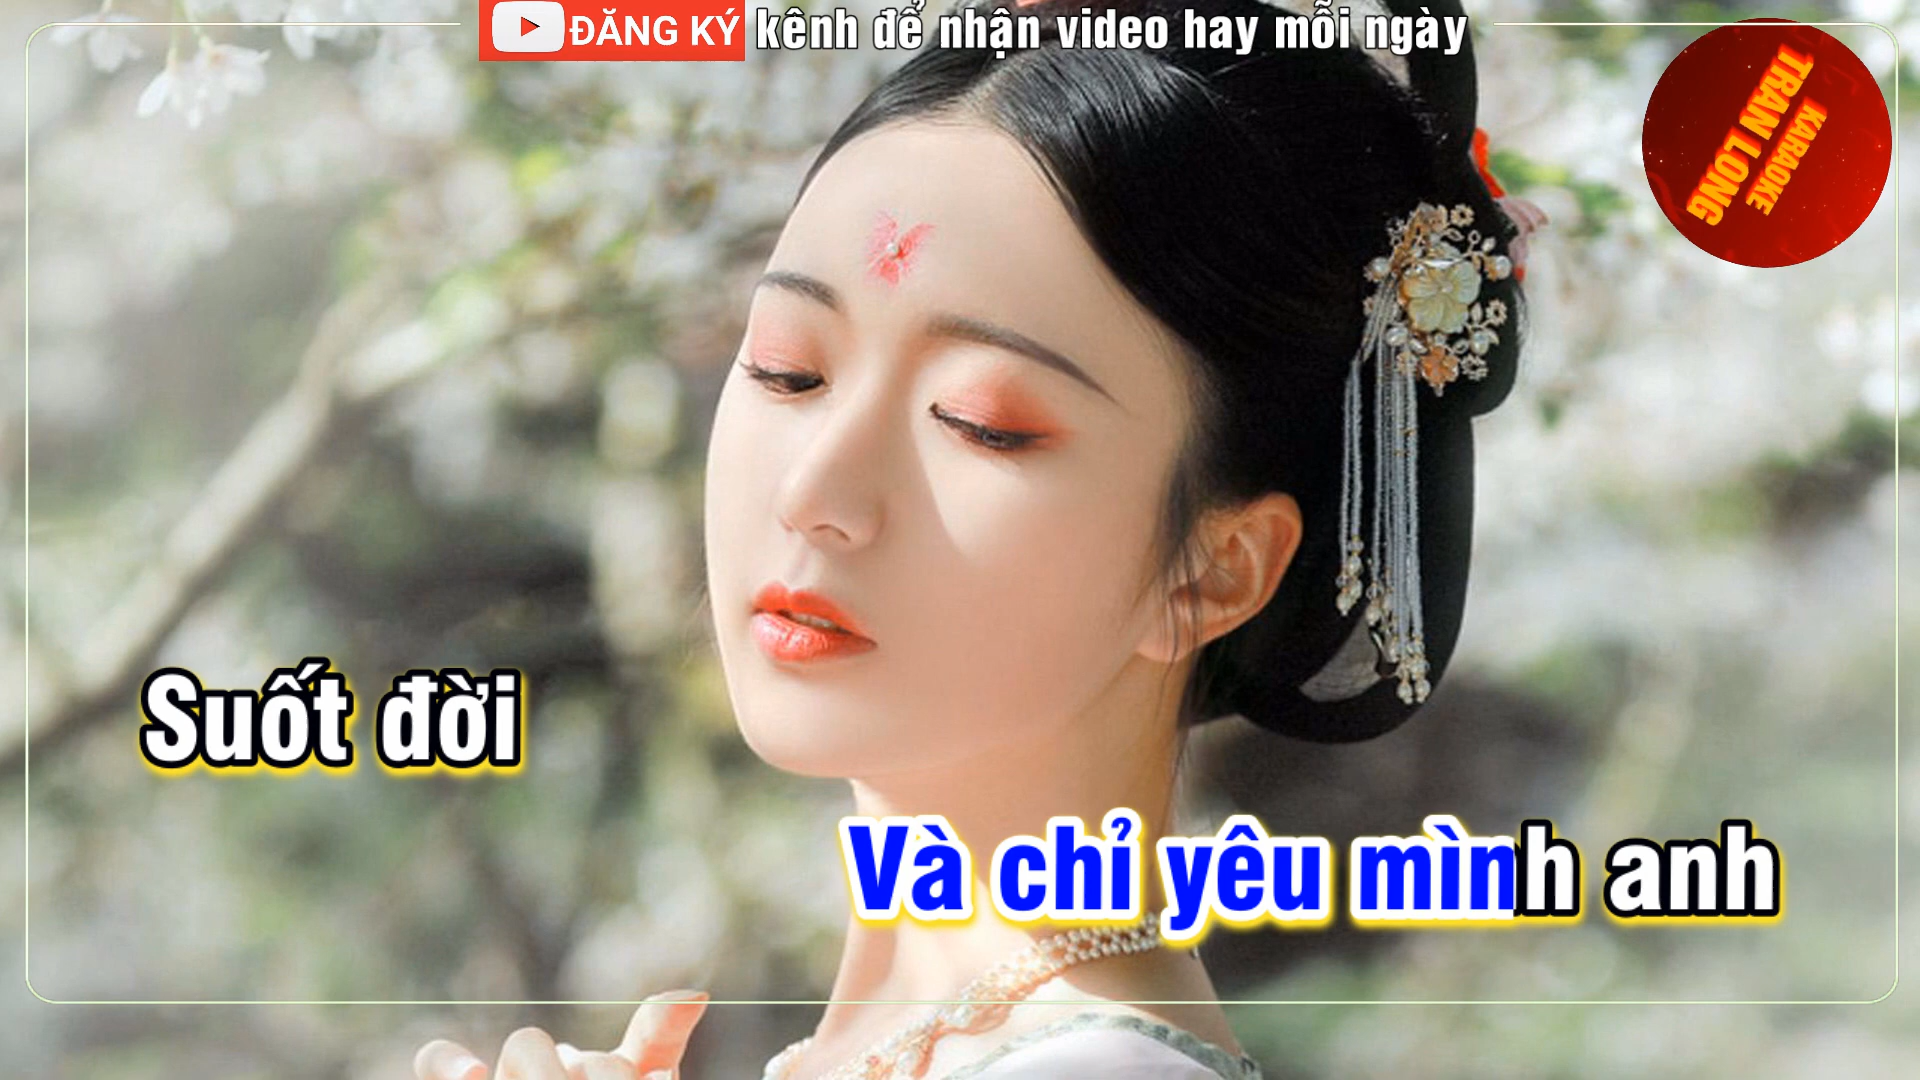 ĐĂNG KÝ kênh để nhận video hay mỗi ngày
KARAOKE
TRAN LONG
Suốt đời
Và chỉ yêu mình anh